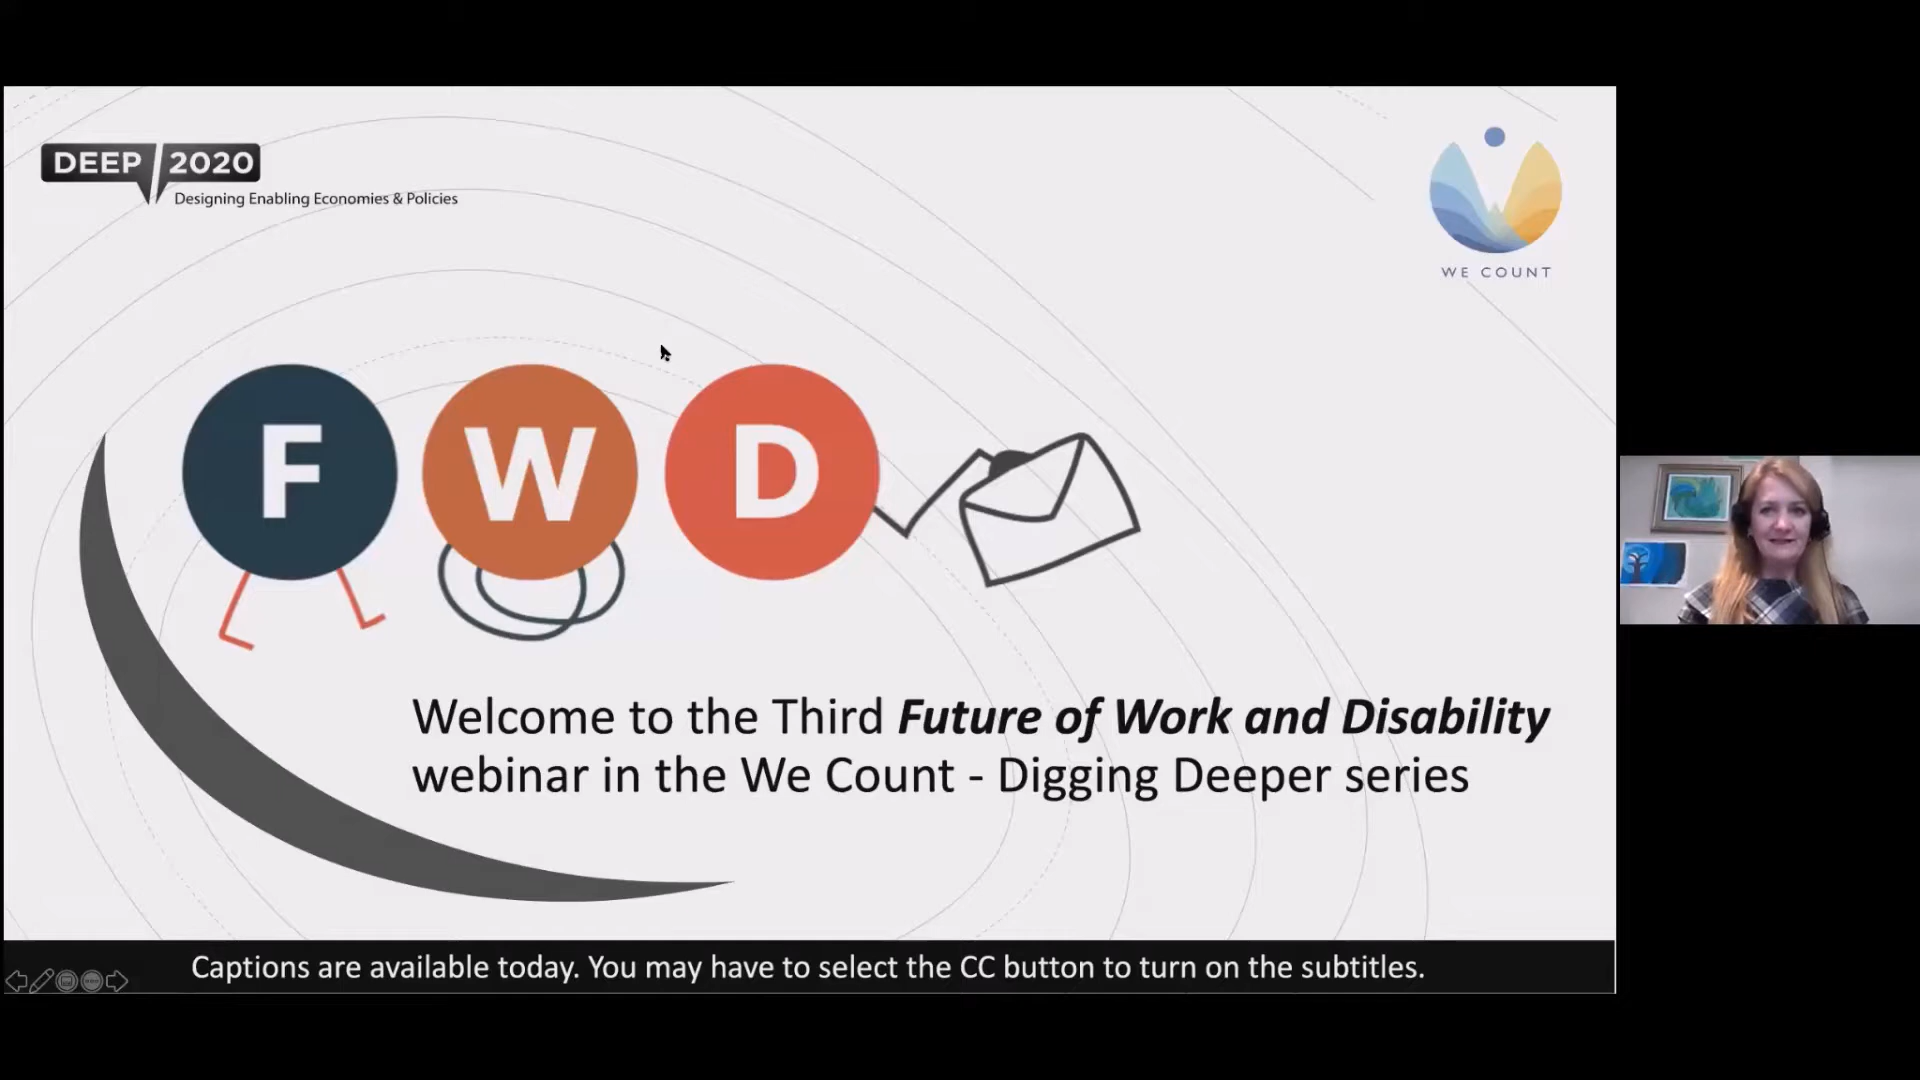 DEEP 2020
Designing Enabling Economies & Policies
WE COUNT
F W D
Welcome to the Third Future of Work and Disability
webinar in the We Count - Digging Deeper series
Captions are available today. You may have to select the CC button to turn on the subtitles.